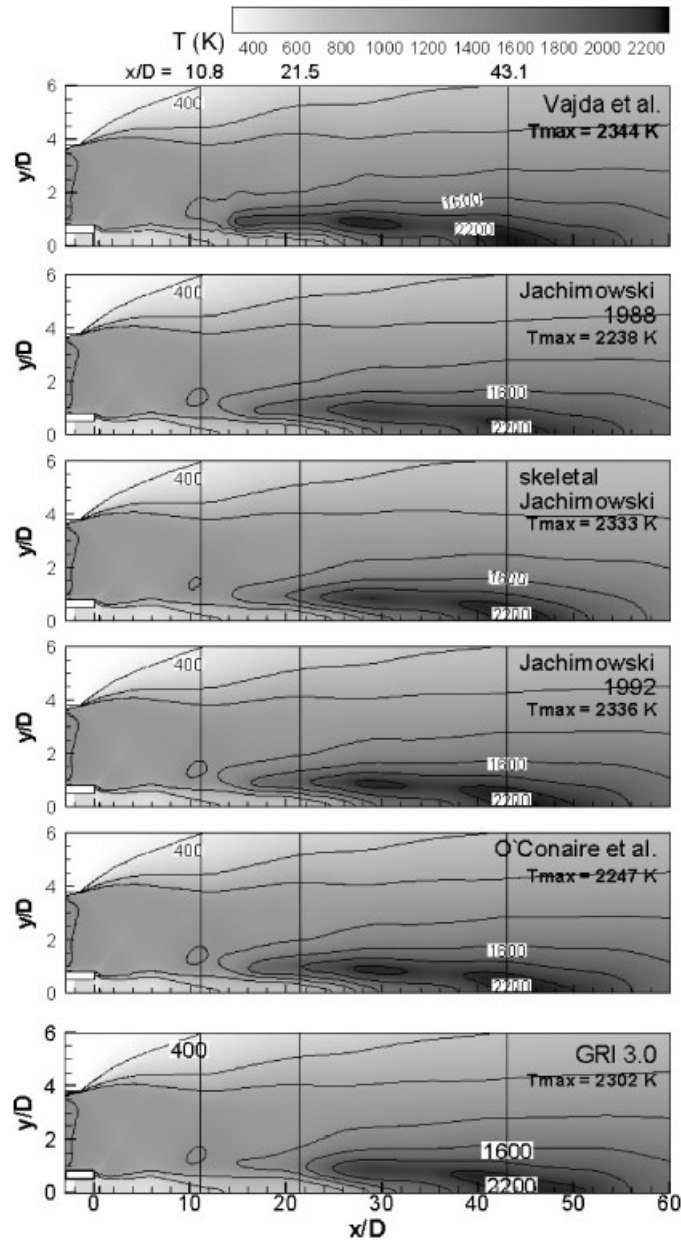 T (K)
400 600 800 1000 1200 1400 1600 1800 2000 2200
x/D = 10.8 21.5 43.1
6
4
2
0
y/D
400
Vajda et al.
Tmax = 2344 K
1600
2200
6
4
2
0
y/D
400
Jachimowski
1988
Tmax = 2238 K
1600
2200
6
4
2
0
y/D
400
skeletal
Jachimowski
Tmax = 2333 K
1600
2200
6
4
2
0
y/D
400
Jachimowski
1992
Tmax = 2336 K
1600
2200
6
4
2
0
y/D
400
O`Conaire et al.
Tmax = 2247 K
1600
2200
6
4
2
0
y/D
400
GRI 3.0
Tmax = 2302 K
1600
2200
0 10 20 30 40 50 60
x/D